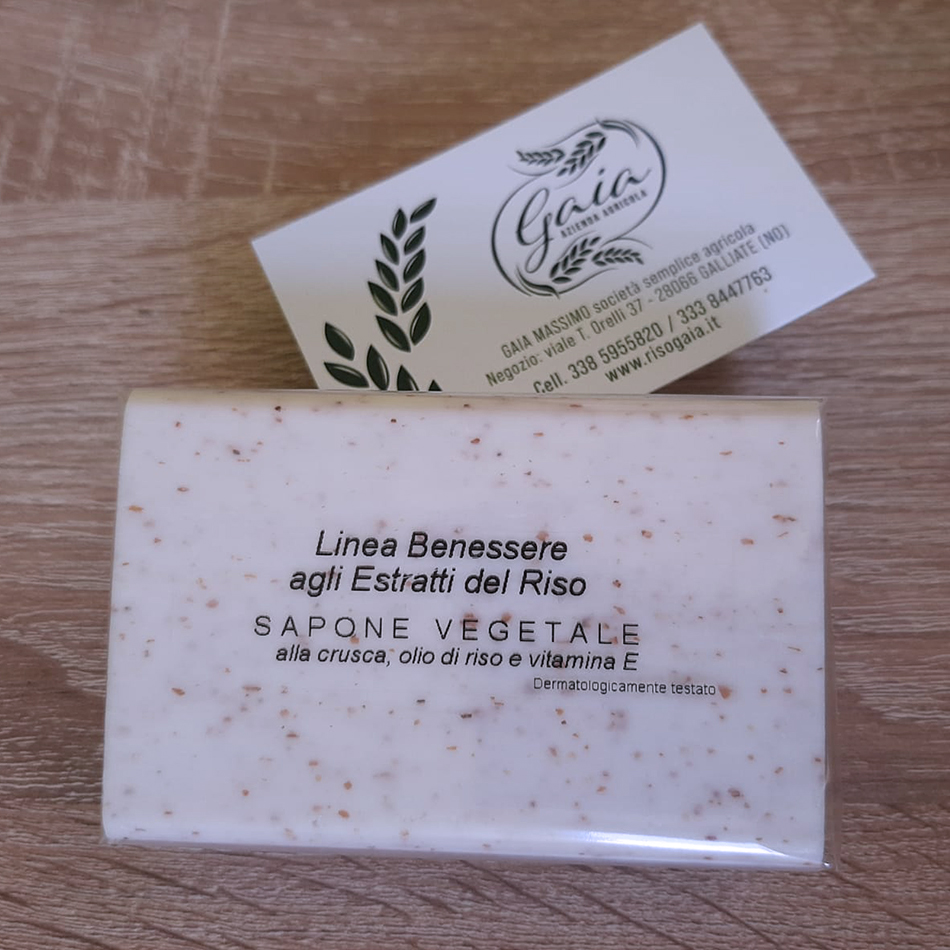 Gaia
AZIENDA AGRICOLA
GAIA MASSIMO società semplice agricola
Negozio: viale T. Orelli 37 - 28066 GALLIATE (NO)
Cell. 338 5955820 / 333 8447763
www.risogaia.it
Linea Benessere
agli Estratti del Riso
SAPONE VEGETALE
alla crusca, olio di riso e vitamina E
Dermatologicamente testato